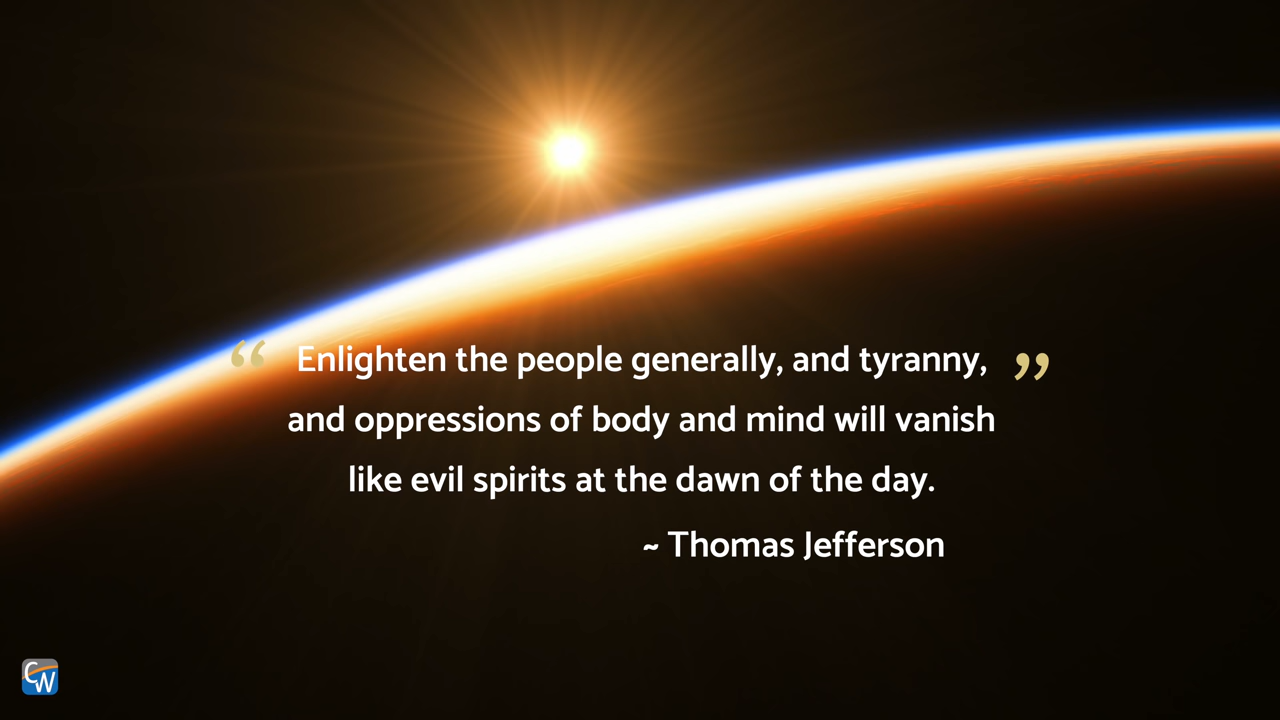 “ Enlighten the people generally, and tyranny, ”
and oppressions of body and mind will vanish
like evil spirits at the dawn of the day.
~ Thomas Jefferson
CW